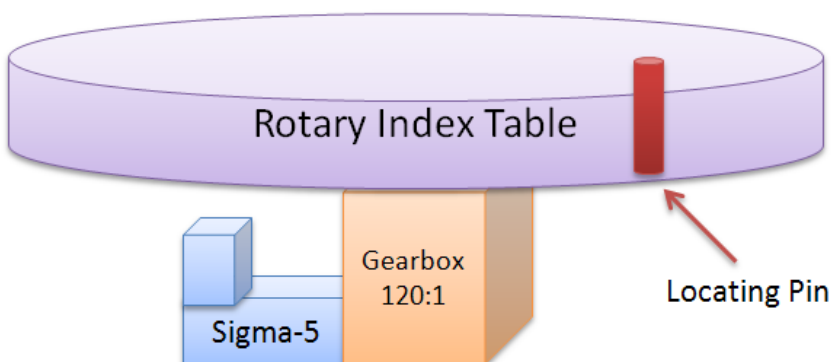 Rotary Index Table
Gearbox
120:1
Sigma-5
Locating Pin